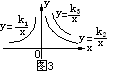 y
y=k₁/x
y=k₃/x
y=k₂/x
x
0
图3